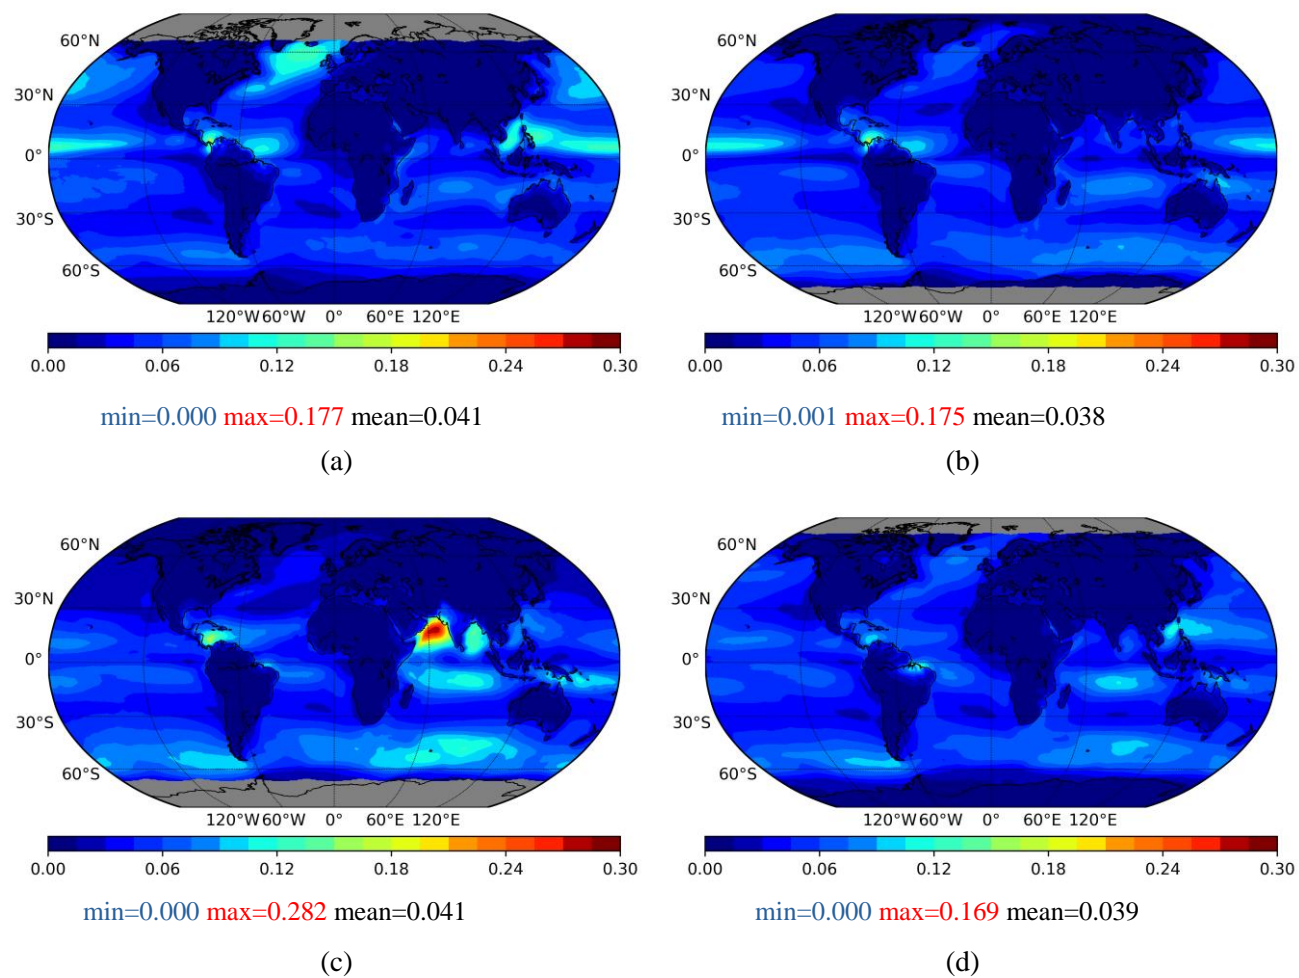 60°N 60°N
30°N 30°N
0° 0°
30°S 30°S
60°S 60°S
120°W60°W 0° 60°E 120°E 120°W60°W 0° 60°E 120°E
0.00 0.06 0.12 0.18 0.24 0.30 0.00 0.06 0.12 0.18 0.24 0.30
min=0.000 max=0.177 mean=0.041 min=0.001 max=0.175 mean=0.038
(a) (b)
60°N 60°N
30°N 30°N
0° 0°
30°S 30°S
60°S 60°S
120°W60°W 0° 60°E 120°E 120°W60°W 0° 60°E 120°E
0.00 0.06 0.12 0.18 0.24 0.30 0.00 0.06 0.12 0.18 0.24 0.30
min=0.000 max=0.282 mean=0.041 min=0.000 max=0.169 mean=0.039
(c) (d)